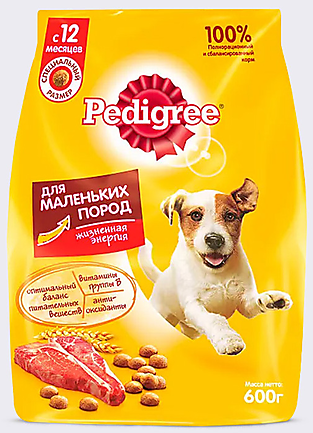 с 12
месяцев
СПЕЦИАЛЬНЫЙ
РАЗМЕР
100%
Полнорационный
и сбалансированный
корм
Pedigree®
ДЛЯ
МАЛЕНЬКИХ
ПОРОД
жизненная
энергия
оптимальный
баланс
питательных
веществ
витамины
группы В
анти-
оксиданты
Масса нетто:
600г